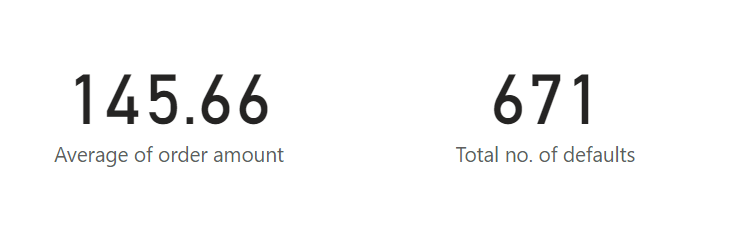 145.66
Average of order amount
671
Total no. of defaults